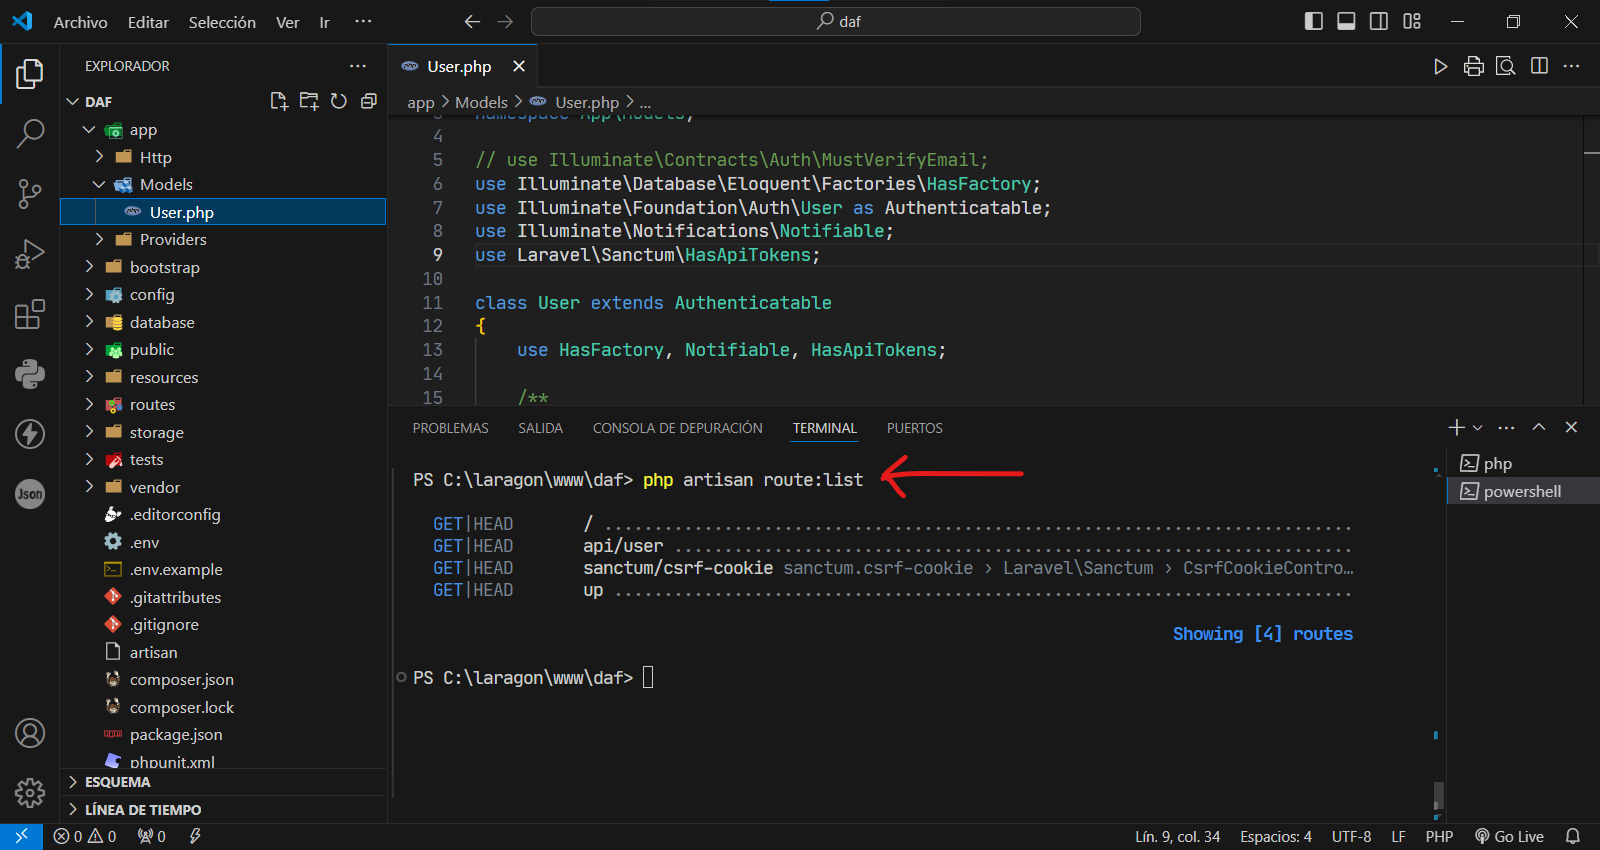 Archivo Editar Selección Ver Ir ...
daf
EXPLORADOR
DAF
app
Http
Models
User.php
Providers
bootstrap
config
database
public
resources
routes
storage
tests
vendor
.editorconfig
.env
.env.example
.gitattributes
.gitignore
artisan
composer.json
composer.lock
package.json
phpunit.xml
ESQUEMA
LÍNEA DE TIEMPO
Json
User.php
app > Models > User.php > ...
3 namespace App\Models;
4
5 // use Illuminate\Contracts\Auth\MustVerifyEmail;
6 use Illuminate\Database\Eloquent\Factories\HasFactory;
7 use Illuminate\Foundation\Auth\User as Authenticatable;
8 use Illuminate\Notifications\Notifiable;
9 use Laravel\Sanctum\HasApiTokens;
10
11 class User extends Authenticatable
12 {
13 use HasFactory, Notifiable, HasApiTokens;
14
15 /**
PROBLEMAS SALIDA CONSOLA DE DEPURACIÓN TERMINAL PUERTOS
PS C:\laragon\www\daf> php artisan route:list
GET|HEAD / ...........................................................................
GET|HEAD api/user ....................................................................
GET|HEAD sanctum/csrf-cookie sanctum.csrf-cookie › Laravel\Sanctum › CsrfCookieContro…
GET|HEAD up ..........................................................................
Showing [4] routes
PS C:\laragon\www\daf>
php
powershell
0 0 0
Lín. 9, col. 34 Espacios: 4 UTF-8 LF PHP Go Live